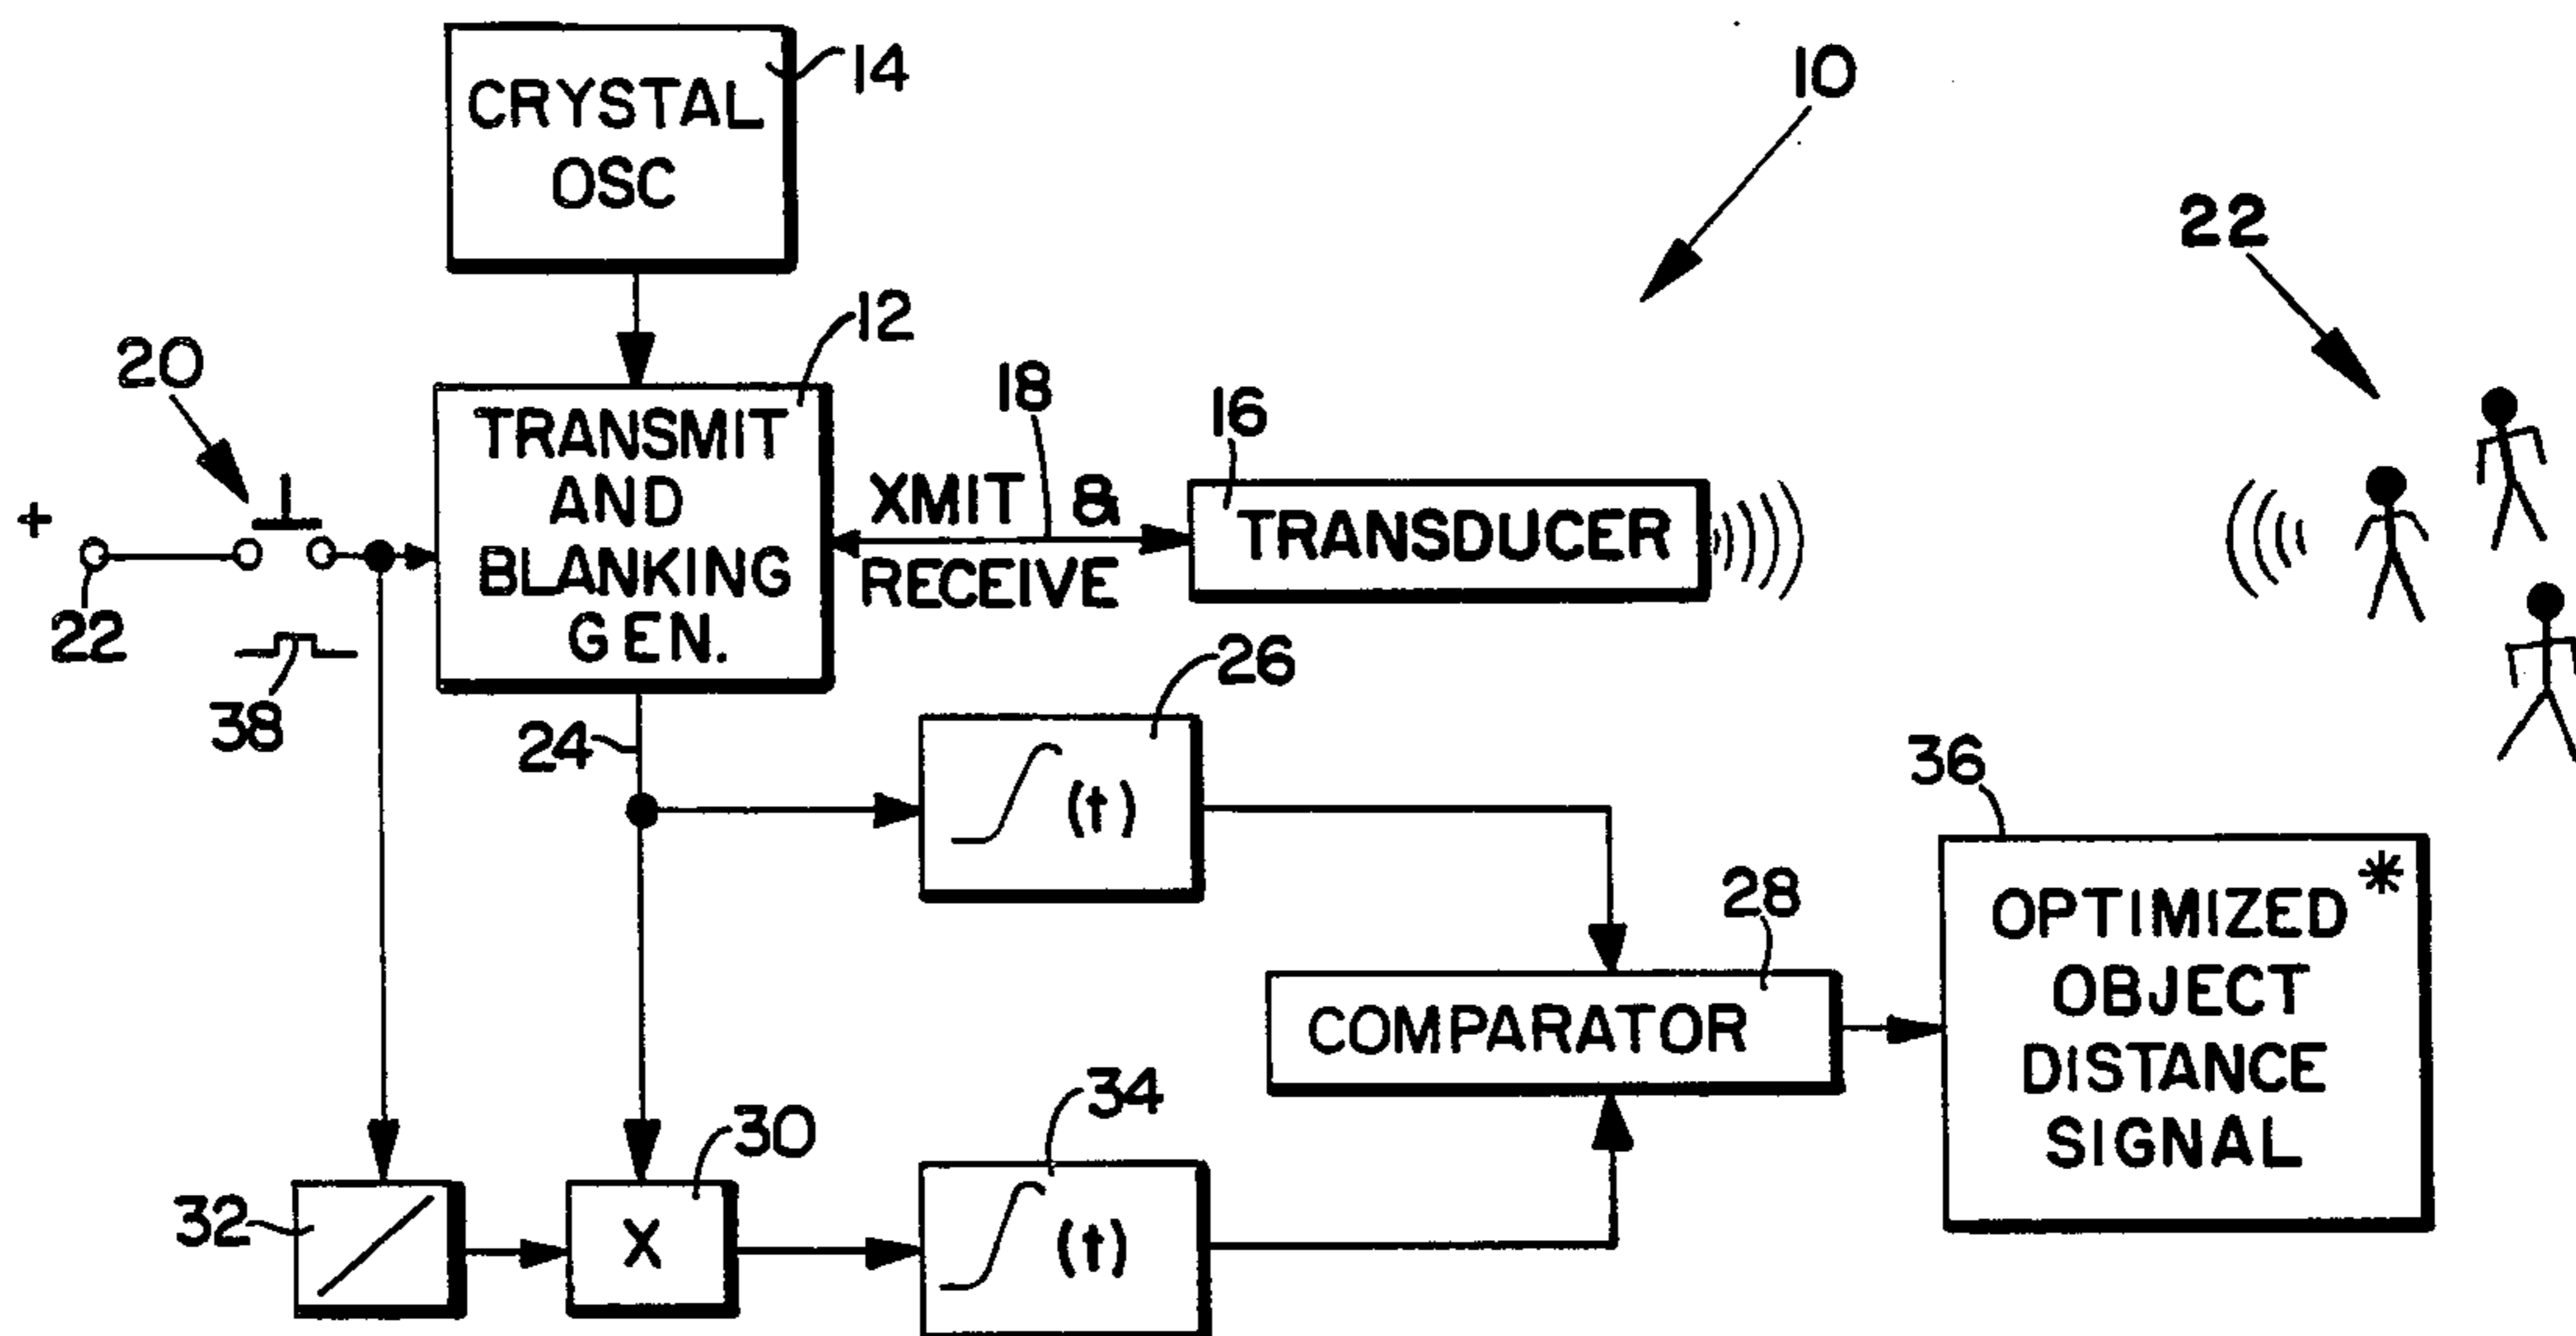 CRYSTAL
OSC
14
10
22
12
20
TRANSMIT
AND
BLANKING
GEN.
18
16
XMIT &
RECEIVE
TRANSDUCER
+
22
38
24
26
(t)
36
28
OPTIMIZED *
OBJECT
DISTANCE
SIGNAL
COMPARATOR
34
30
32
X
(t)